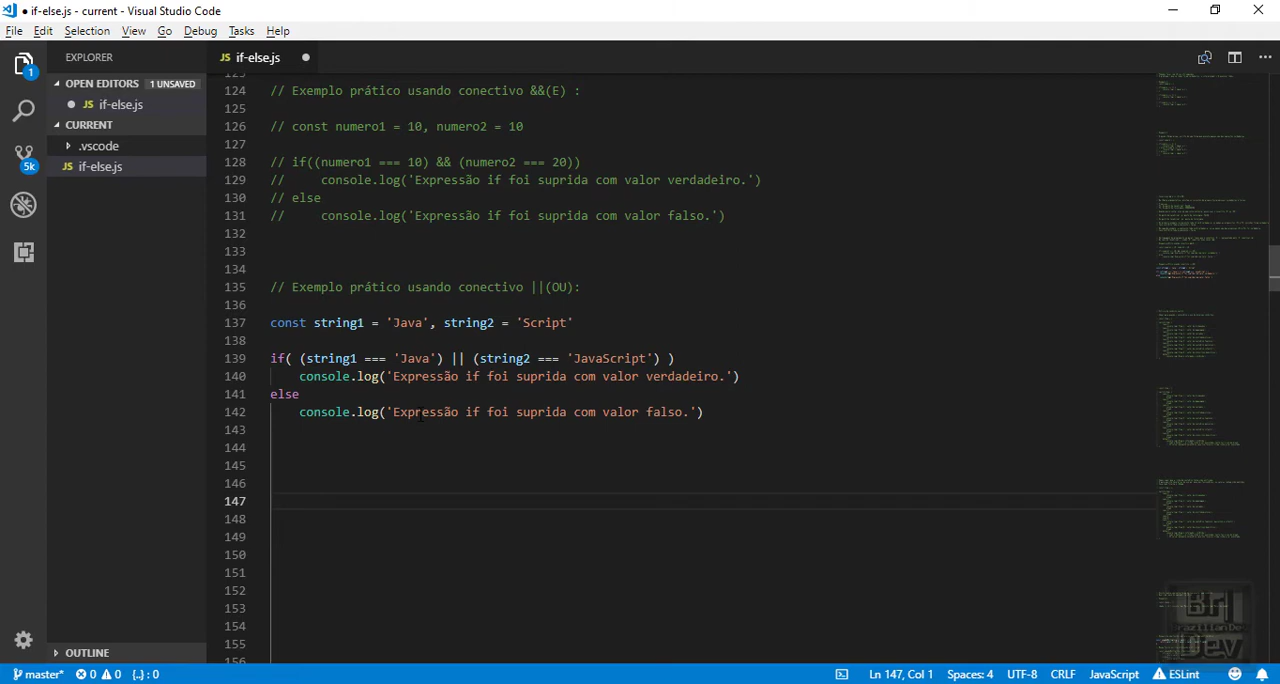 if-else.js - current - Visual Studio Code
File Edit Selection View Go Debug Tasks Help
EXPLORER
JS if-else.js
OPEN EDITORS 1 UNSAVED
JS if-else.js
CURRENT
.vscode
JS if-else.js
1
5k
124 // Exemplo prático usando conectivo &&(E) :
125
126 // const numero1 = 10, numero2 = 10
127
128 // if((numero1 === 10) && (numero2 === 20))
129 //     console.log('Expressão if foi suprida com valor verdadeiro.')
130 // else
131 //     console.log('Expressão if foi suprida com valor falso.')
132
133
134
135 // Exemplo prático usando conectivo ||(OU):
136
137 const string1 = 'Java', string2 = 'Script'
138
139 if( (string1 === 'Java') || (string2 === 'JavaScript') )
140     console.log('Expressão if foi suprida com valor verdadeiro.')
141 else
142     console.log('Expressão if foi suprida com valor falso.')
143
144
145
146
147
148
149
150
151
152
153
154
155
OUTLINE
master* 0 0 {..} : 0 Ln 147, Col 1 Spaces: 4 UTF-8 CRLF JavaScript ESLint